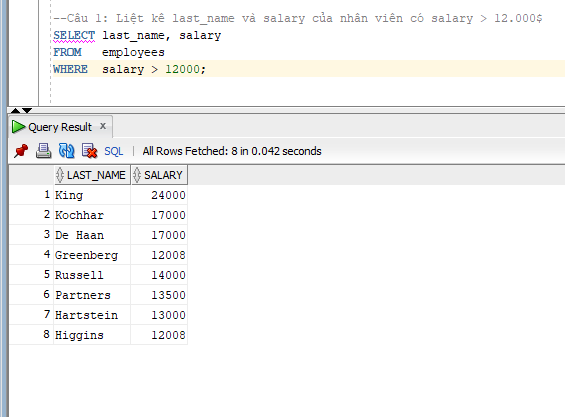 --Câu 1: Liệt kê last_name và salary của nhân viên có salary > 12.000$
SELECT last_name, salary
FROM employees
WHERE salary > 12000;
Query Result x
SQL | All Rows Fetched: 8 in 0.042 seconds
LAST_NAME SALARY
1 King 24000
2 Kochhar 17000
3 De Haan 17000
4 Greenberg 12008
5 Russell 14000
6 Partners 13500
7 Hartstein 13000
8 Higgins 12008